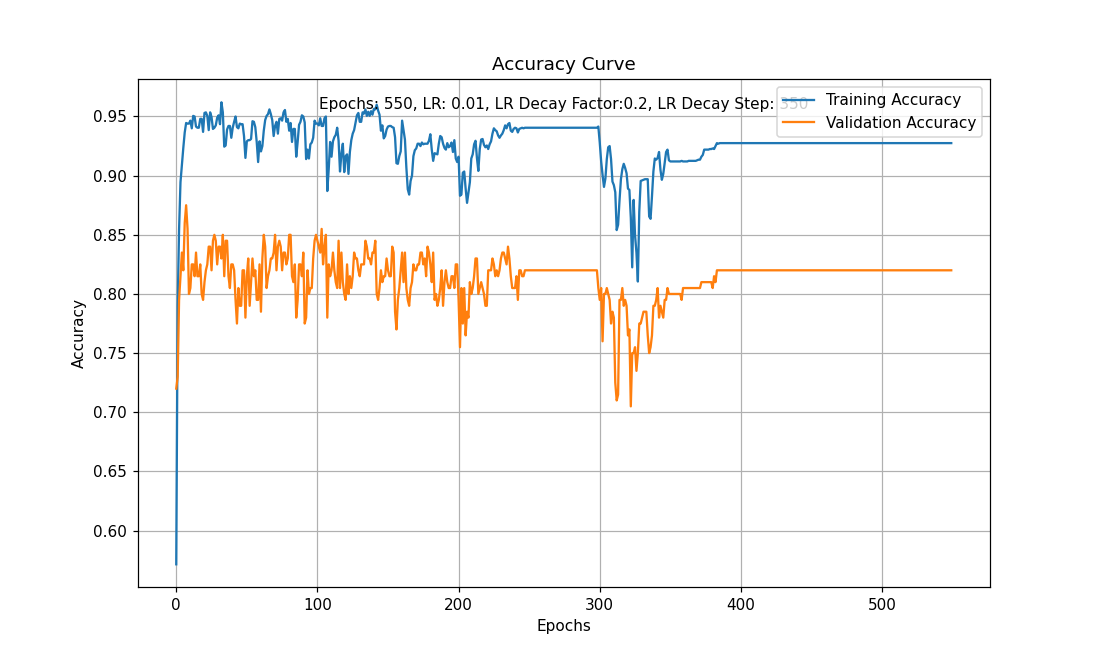 Accuracy Curve
Epochs: 550, LR: 0.01, LR Decay Factor:0.2, LR Decay Step: 350
Training Accuracy
Validation Accuracy
0.95
0.90
0.85
0.80
0.75
0.70
0.65
0.60
Accuracy
0 100 200 300 400 500
Epochs